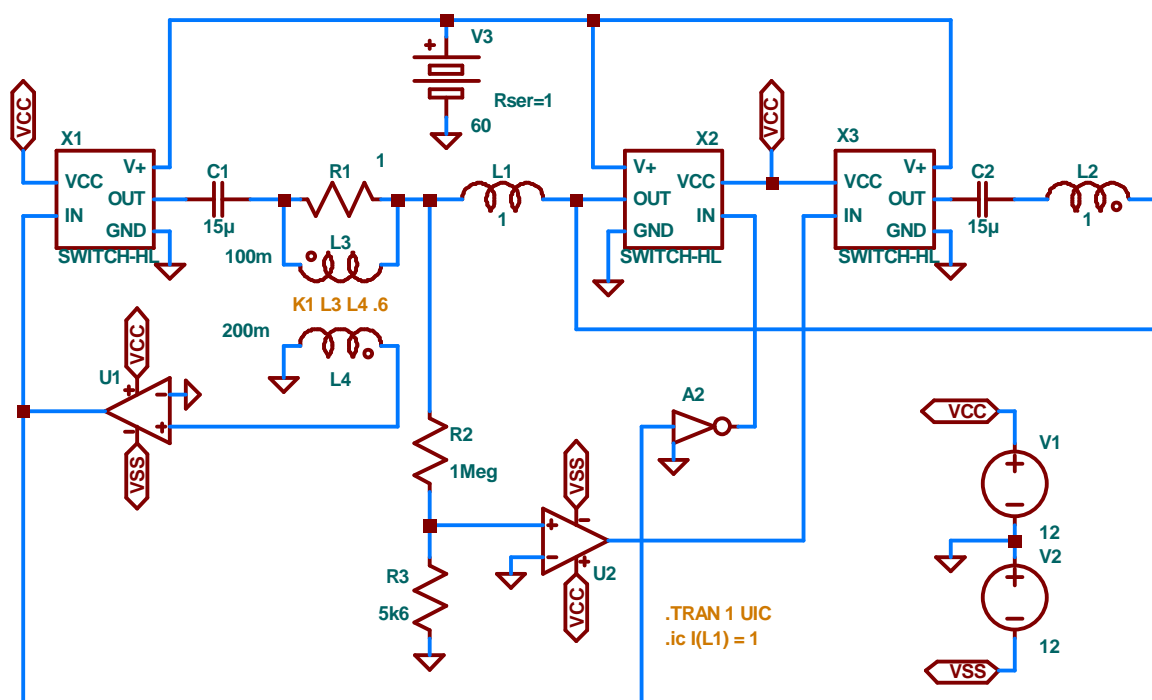 V3
Rser=1
60
VCC
VCC
X1
V+
VCC
OUT
IN
GND
SWITCH-HL
C1
15µ
R1
1
L1
1
X2
V+
VCC
OUT
IN
GND
SWITCH-HL
X3
V+
VCC
OUT
IN
GND
SWITCH-HL
C2
15µ
L2
1
100m
L3
K1 L3 L4 .6
200m
L4
VCC
U1
+
−
−
+
VSS
R2
1Meg
A2
VCC
V1
+
−
12
VSS
−
+
−
+
U2
VCC
R3
5k6
V2
+
−
12
VSS
.TRAN 1 UIC
.ic I(L1) = 1
+